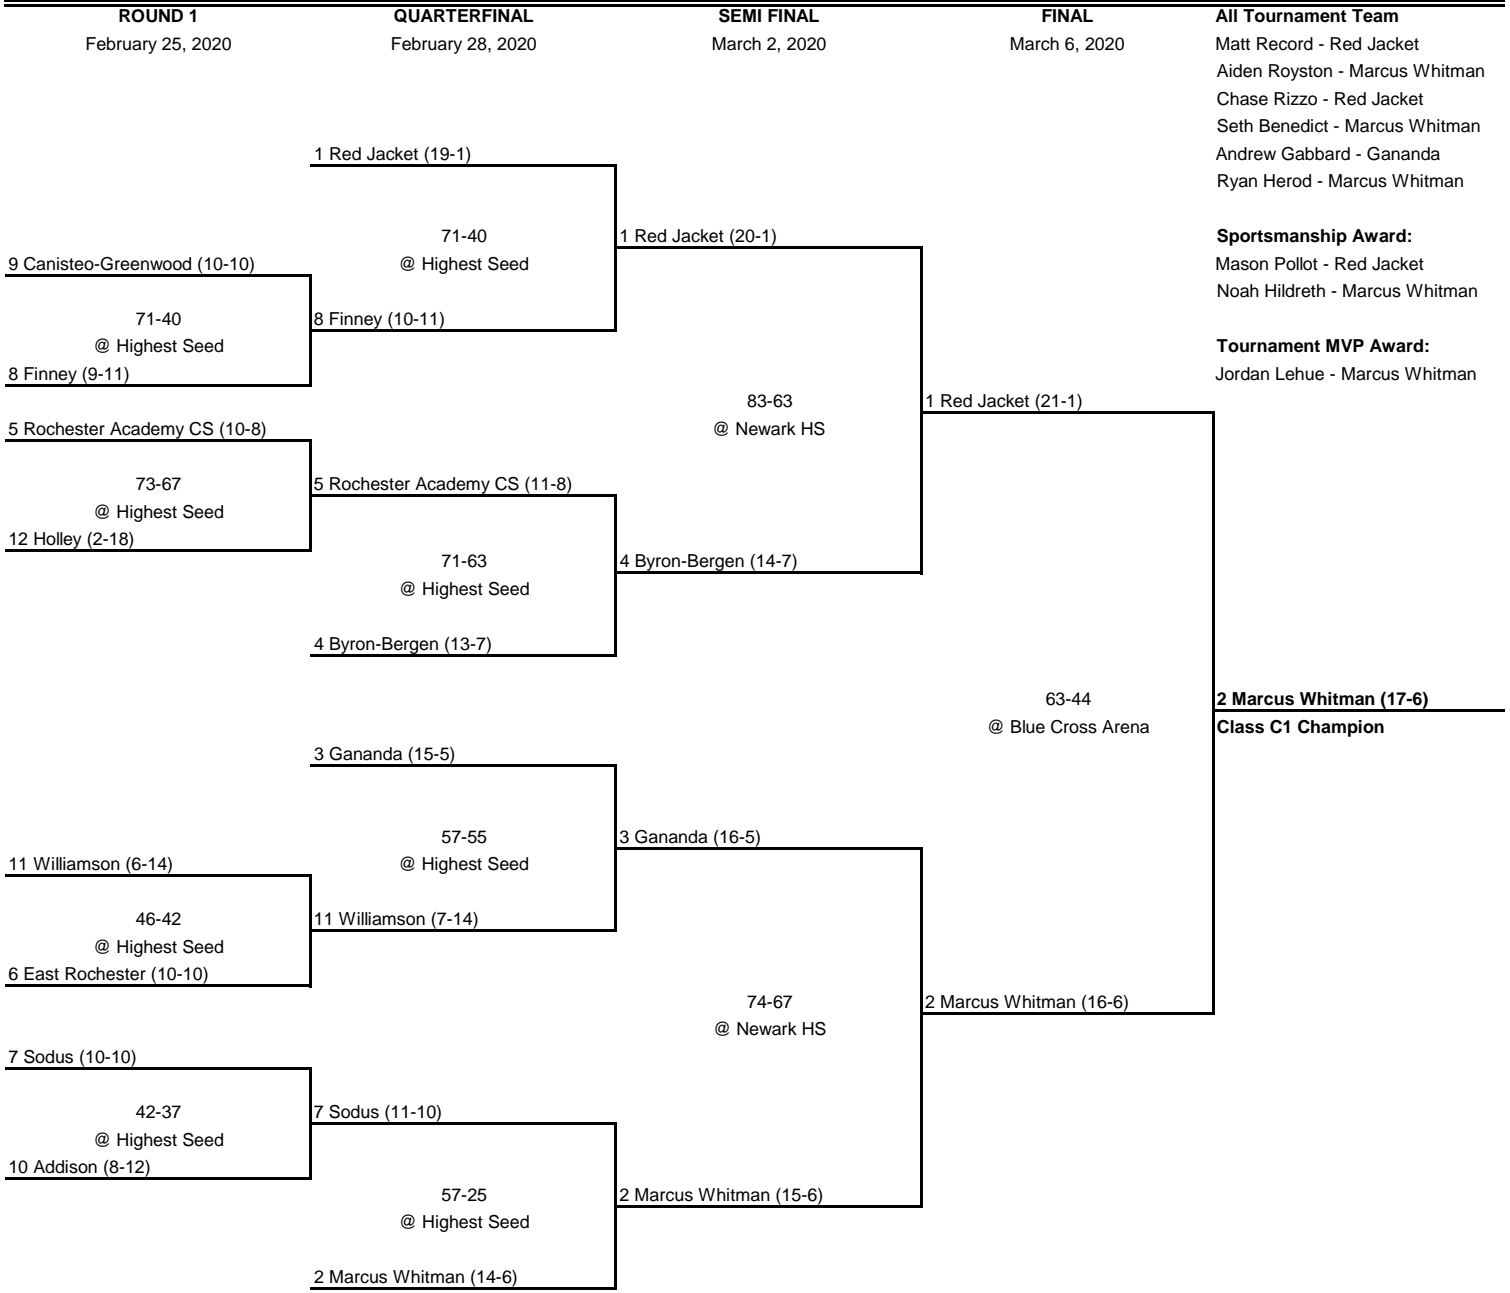 ROUND 1
February 25, 2020
9 Canisteo-Greenwood (10-10)
71-40
@ Highest Seed
8 Finney (9-11)
5 Rochester Academy CS (10-8)
73-67
@ Highest Seed
12 Holley (2-18)
11 Williamson (6-14)
46-42
@ Highest Seed
6 East Rochester (10-10)
7 Sodus (10-10)
42-37
@ Highest Seed
10 Addison (8-12)
QUARTERFINAL
February 28, 2020
1 Red Jacket (19-1)
71-40
@ Highest Seed
8 Finney (10-11)
5 Rochester Academy CS (11-8)
71-63
@ Highest Seed
4 Byron-Bergen (13-7)
3 Gananda (15-5)
57-55
@ Highest Seed
11 Williamson (7-14)
7 Sodus (11-10)
57-25
@ Highest Seed
2 Marcus Whitman (14-6)
SEMI FINAL
March 2, 2020
1 Red Jacket (20-1)
83-63
@ Newark HS
4 Byron-Bergen (14-7)
3 Gananda (16-5)
74-67
@ Newark HS
2 Marcus Whitman (15-6)
FINAL
March 6, 2020
1 Red Jacket (21-1)
63-44
@ Blue Cross Arena
2 Marcus Whitman (16-6)
All Tournament Team
Matt Record - Red Jacket
Aiden Royston - Marcus Whitman
Chase Rizzo - Red Jacket
Seth Benedict - Marcus Whitman
Andrew Gabbard - Gananda
Ryan Herod - Marcus Whitman
Sportsmanship Award:
Mason Pollot - Red Jacket
Noah Hildreth - Marcus Whitman
Tournament MVP Award:
Jordan Lehue - Marcus Whitman
2 Marcus Whitman (17-6)
Class C1 Champion